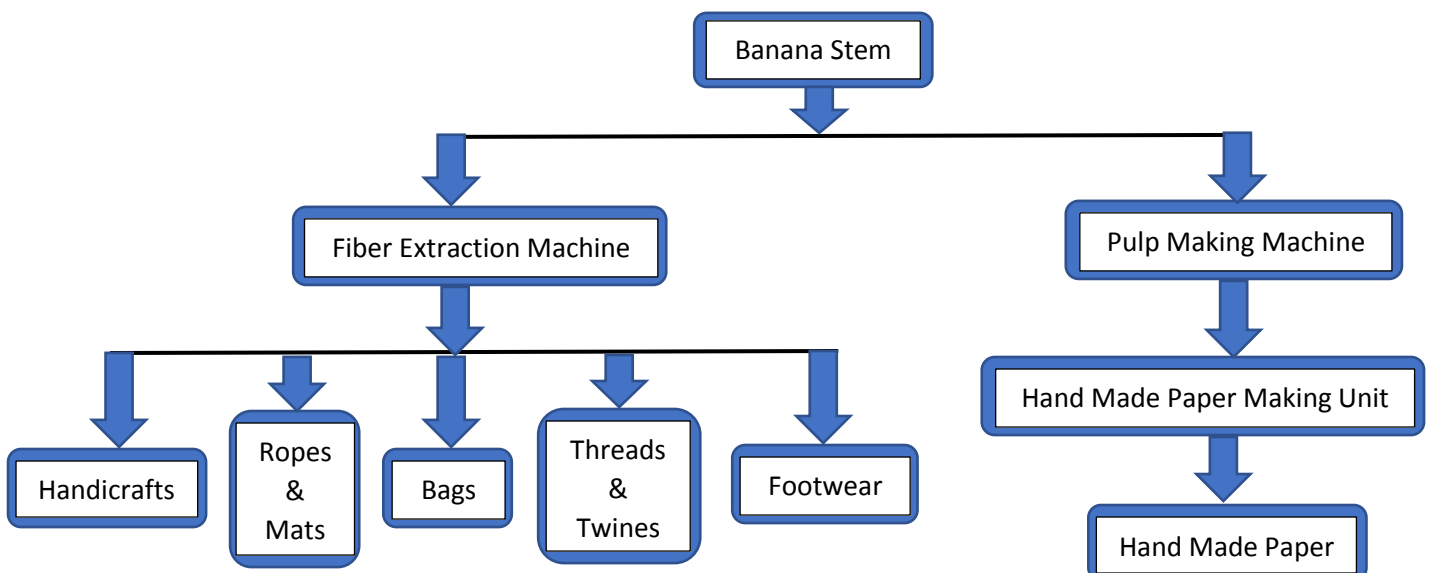 Banana Stem
Fiber Extraction Machine
Pulp Making Machine
Hand Made Paper Making Unit
Handicrafts
Ropes
&
Mats
Bags
Threads
&
Twines
Footwear
Hand Made Paper